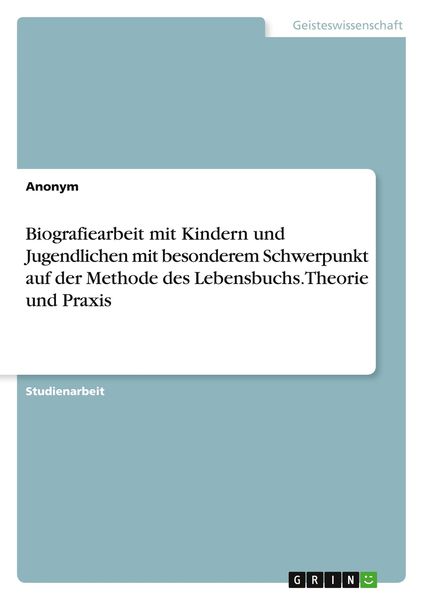 Geisteswissenschaft
Anonym
Biografiearbeit mit Kindern und
Jugendlichen mit besonderem Schwerpunkt
auf der Methode des Lebensbuchs. Theorie
und Praxis
Studienarbeit
GRIN